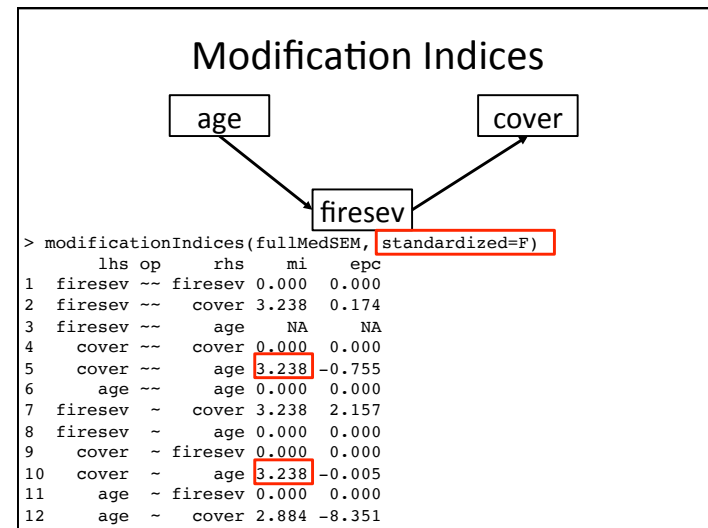 Modification Indices
age cover
firesev
> modificationIndices(fullMedSEM, standardized=F)
lhs op rhs mi epc
1 firesev ~~ firesev 0.000 0.000
2 firesev ~~ cover 3.238 0.174
3 firesev ~~ age NA NA
4 cover ~~ cover 0.000 0.000
5 cover ~~ age 3.238 -0.755
6 age ~~ age 0.000 0.000
7 firesev ~ cover 3.238 2.157
8 firesev ~ age 0.000 0.000
9 cover ~ firesev 0.000 0.000
10 cover ~ age 3.238 -0.005
11 age ~ firesev 0.000 0.000
12 age ~ cover 2.884 -8.351